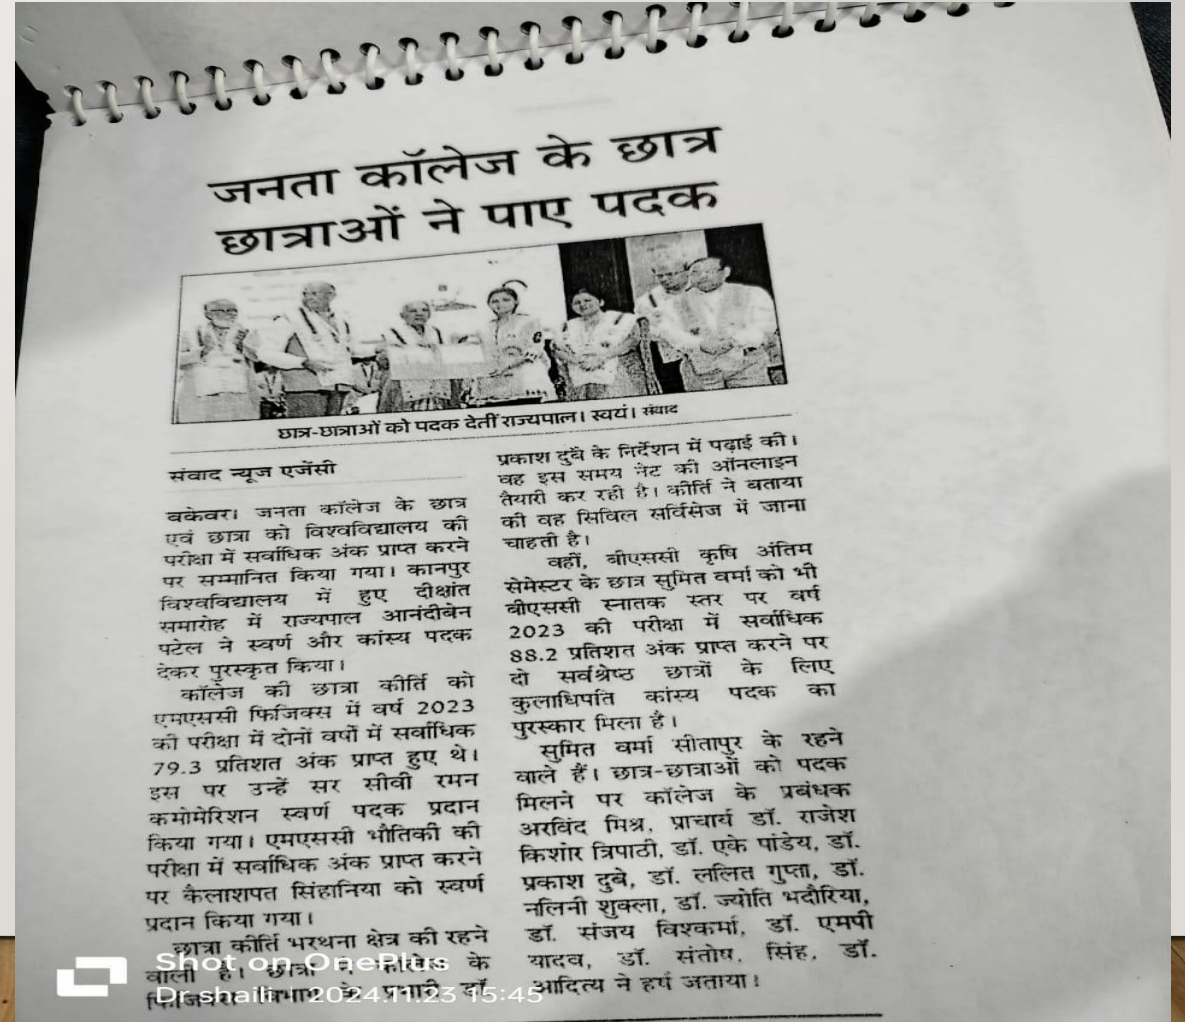 जनता कॉलेज के छात्र
छात्राओं ने पाए पदक
छात्र-छात्राओं को पदक देतीं राज्यपाल। स्वयं। संवाद
संवाद न्यूज एजेंसी
बकेवर। जनता कॉलेज के छात्र
एवं छात्रा को विश्वविद्यालय की
परीक्षा में सर्वाधिक अंक प्राप्त करने
पर सम्मानित किया गया। कानपुर
विश्वविद्यालय में हुए दीक्षांत
समारोह में राज्यपाल आनंदीबेन
पटेल ने स्वर्ण और कांस्य पदक
देकर पुरस्कृत किया।
कॉलेज की छात्रा कीर्ति को
एमएससी फिजिक्स में वर्ष 2023
की परीक्षा में दोनों वर्षों में सर्वाधिक
79.3 प्रतिशत अंक प्राप्त हुए थे।
इस पर उन्हें सर सीवी रमन
कमोमेरिशन स्वर्ण पदक प्रदान
किया गया। एमएससी भौतिकी की
परीक्षा में सर्वाधिक अंक प्राप्त करने
पर कैलाशपत सिंहानिया को स्वर्ण
प्रदान किया गया।
छात्रा कीर्ति भरथना क्षेत्र की रहने
वाली है। छात्रा ने कॉलेज के
विभाग के प्रभारी डॉ
प्रकाश दुबे के निर्देशन में पढ़ाई की।
वह इस समय नेट की ऑनलाइन
तैयारी कर रही है। कीर्ति ने बताया
की वह सिविल सर्विसेज में जाना
चाहती है।
वहीं, बीएससी कृषि अंतिम
सेमेस्टर के छात्र सुमित वर्मा को भी
बीएससी स्नातक स्तर पर वर्ष
2023 की परीक्षा में सर्वाधिक
88.2 प्रतिशत अंक प्राप्त करने पर
दो सर्वश्रेष्ठ छात्रों के लिए
कुलाधिपति कांस्य पदक का
पुरस्कार मिला है।
सुमित वर्मा सीतापुर के रहने
वाले हैं। छात्र-छात्राओं को पदक
मिलने पर कॉलेज के प्रबंधक
अरविंद मिश्र, प्राचार्य डॉ. राजेश
किशोर त्रिपाठी, डॉ. एके पांडेय, डॉ.
प्रकाश दुबे, डॉ. ललित गुप्ता, डॉ.
नलिनी शुक्ला, डॉ. ज्योति भदौरिया,
डॉ. संजय विश्कर्मा, डॉ. एमपी
यादव, डॉ. संतोष, सिंह, डॉ.
आदित्य ने हर्ष जताया।
Shot on OnePlus
Dr shaili | 2024.11.23 15:45